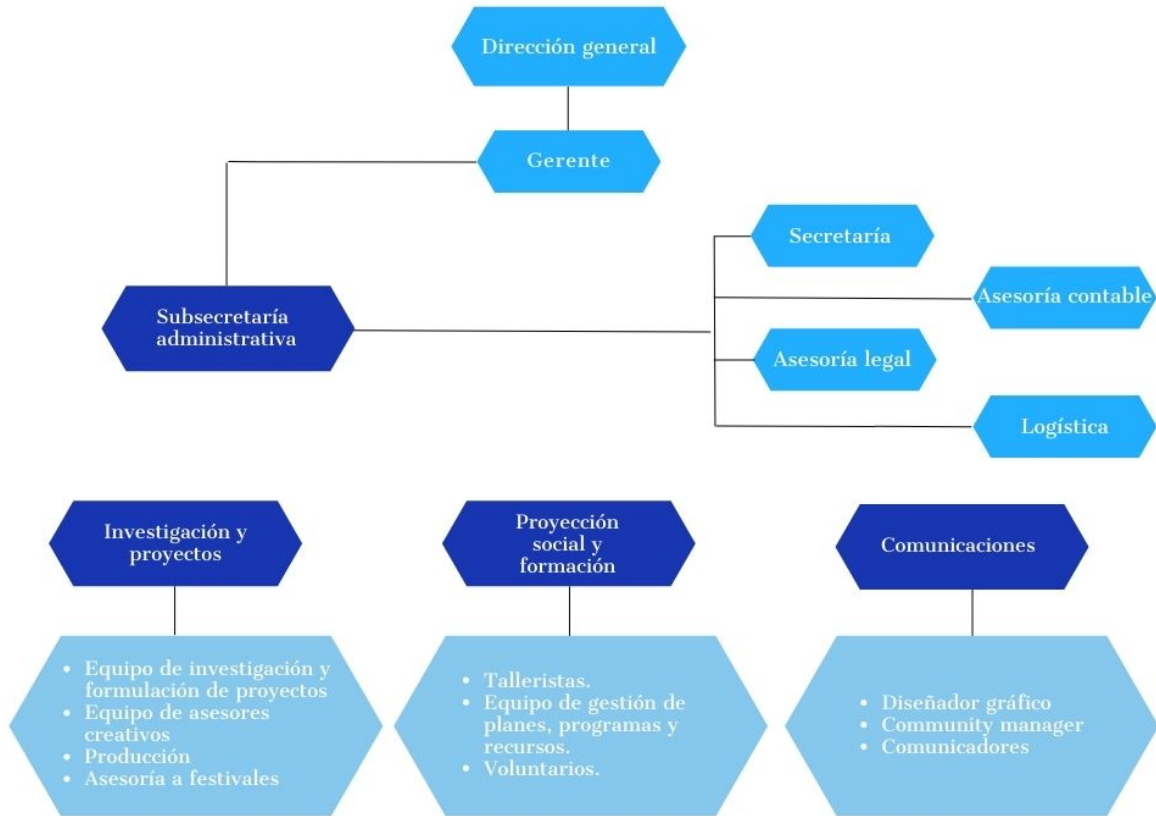 Dirección general
Gerente
Secretaría
Asesoría contable
Subsecretaría
administrativa
Asesoría legal
Logística
Investigación y
proyectos
Proyección
social y
formación
Comunicaciones
• Equipo de investigación y
formulación de proyectos
• Equipo de asesores
creativos
• Producción
• Asesoría a festivales
• Talleristas.
• Equipo de gestión de
planes, programas y
recursos.
• Voluntarios.
• Diseñador gráfico
• Community manager
• Comunicadores